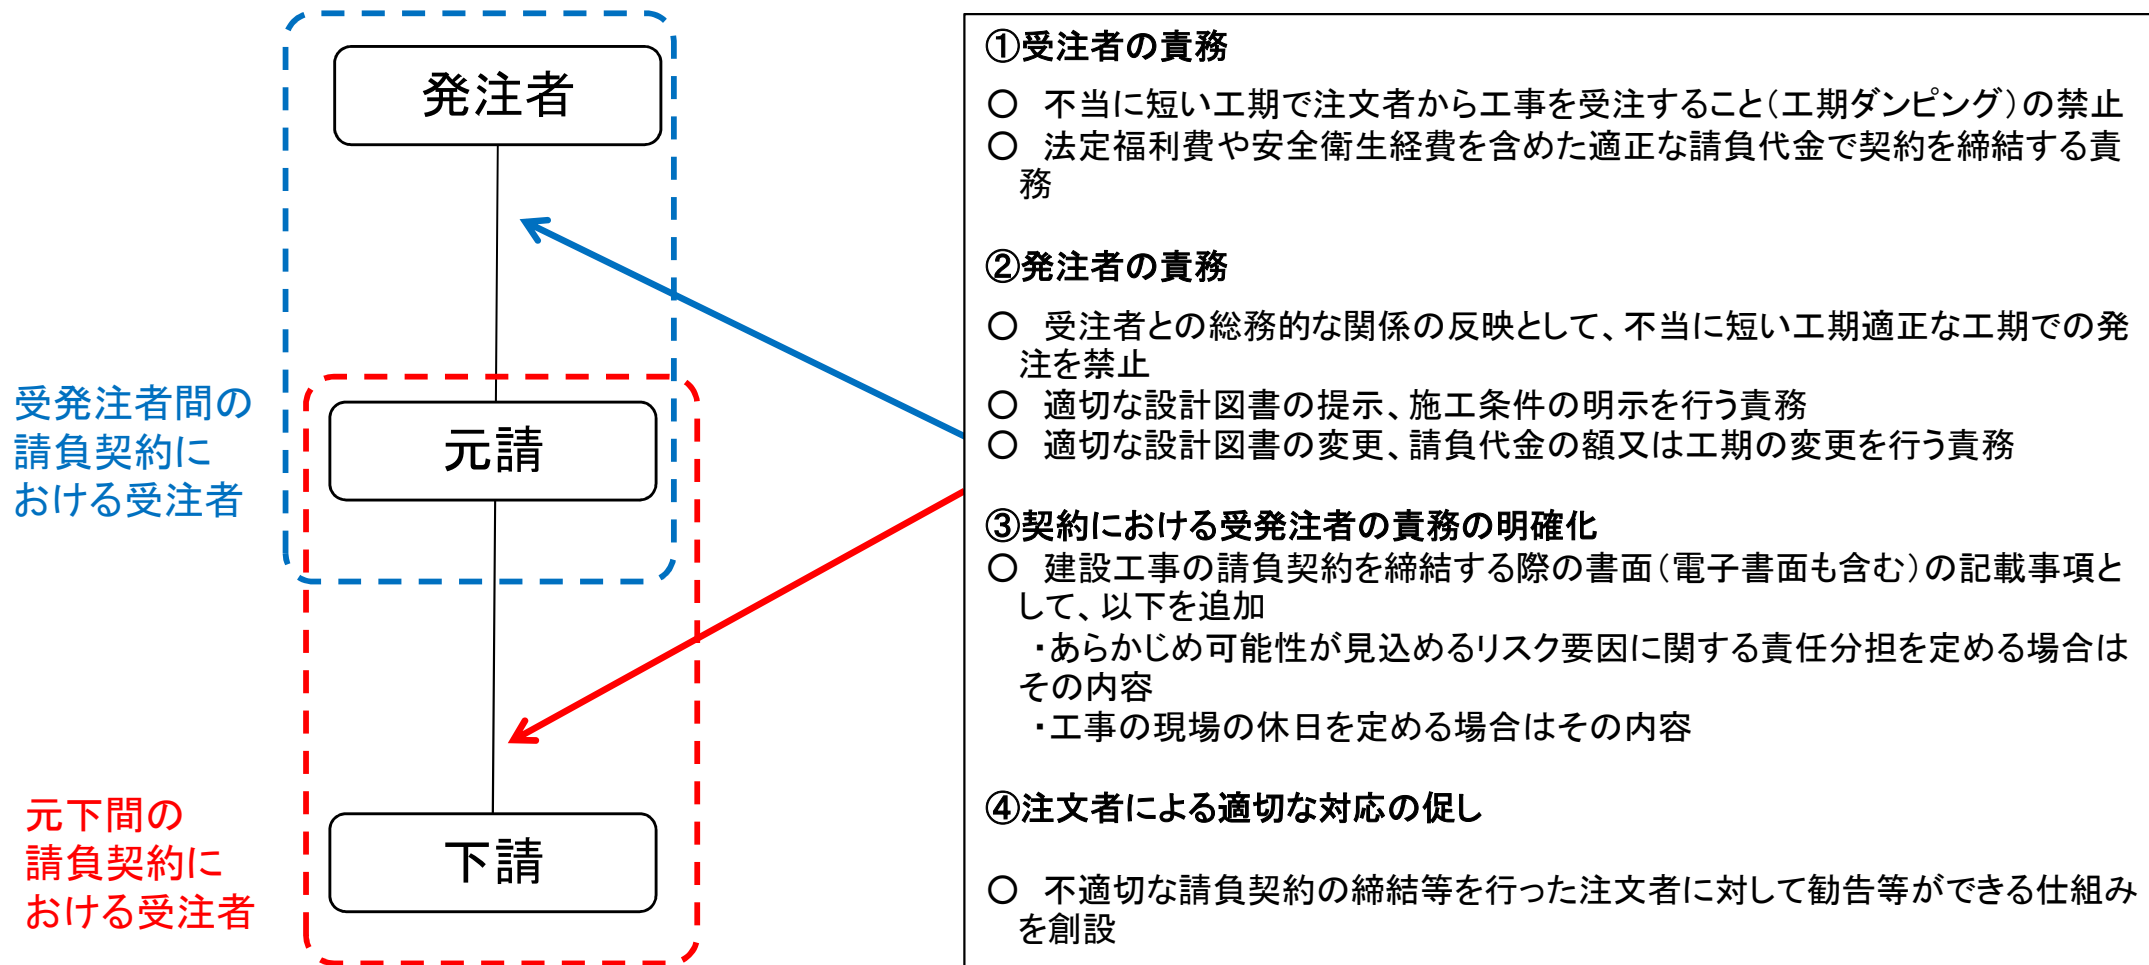 発注者
元請
下請
受発注者間の
請負契約に
おける受注者
元下間の
請負契約に
おける受注者
①受注者の責務
○ 不当に短い工期で注文者から工事を受注すること(工期ダンピング)の禁止
○ 法定福利費や安全衛生経費を含めた適正な請負代金で契約を締結する責
務
②発注者の責務
○ 受注者との総務的な関係の反映として、不当に短い工期適正な工期での発
注を禁止
○ 適切な設計図書の提示、施工条件の明示を行う責務
○ 適切な設計図書の変更、請負代金の額又は工期の変更を行う責務
③契約における受発注者の責務の明確化
○ 建設工事の請負契約を締結する際の書面(電子書面も含む)の記載事項と
して、以下を追加
・あらかじめ可能性が見込めるリスク要因に関する責任分担を定める場合は
その内容
・工事の現場の休日を定める場合はその内容
④注文者による適切な対応の促し
○ 不適切な請負契約の締結等を行った注文者に対して勧告等ができる仕組み
を創設